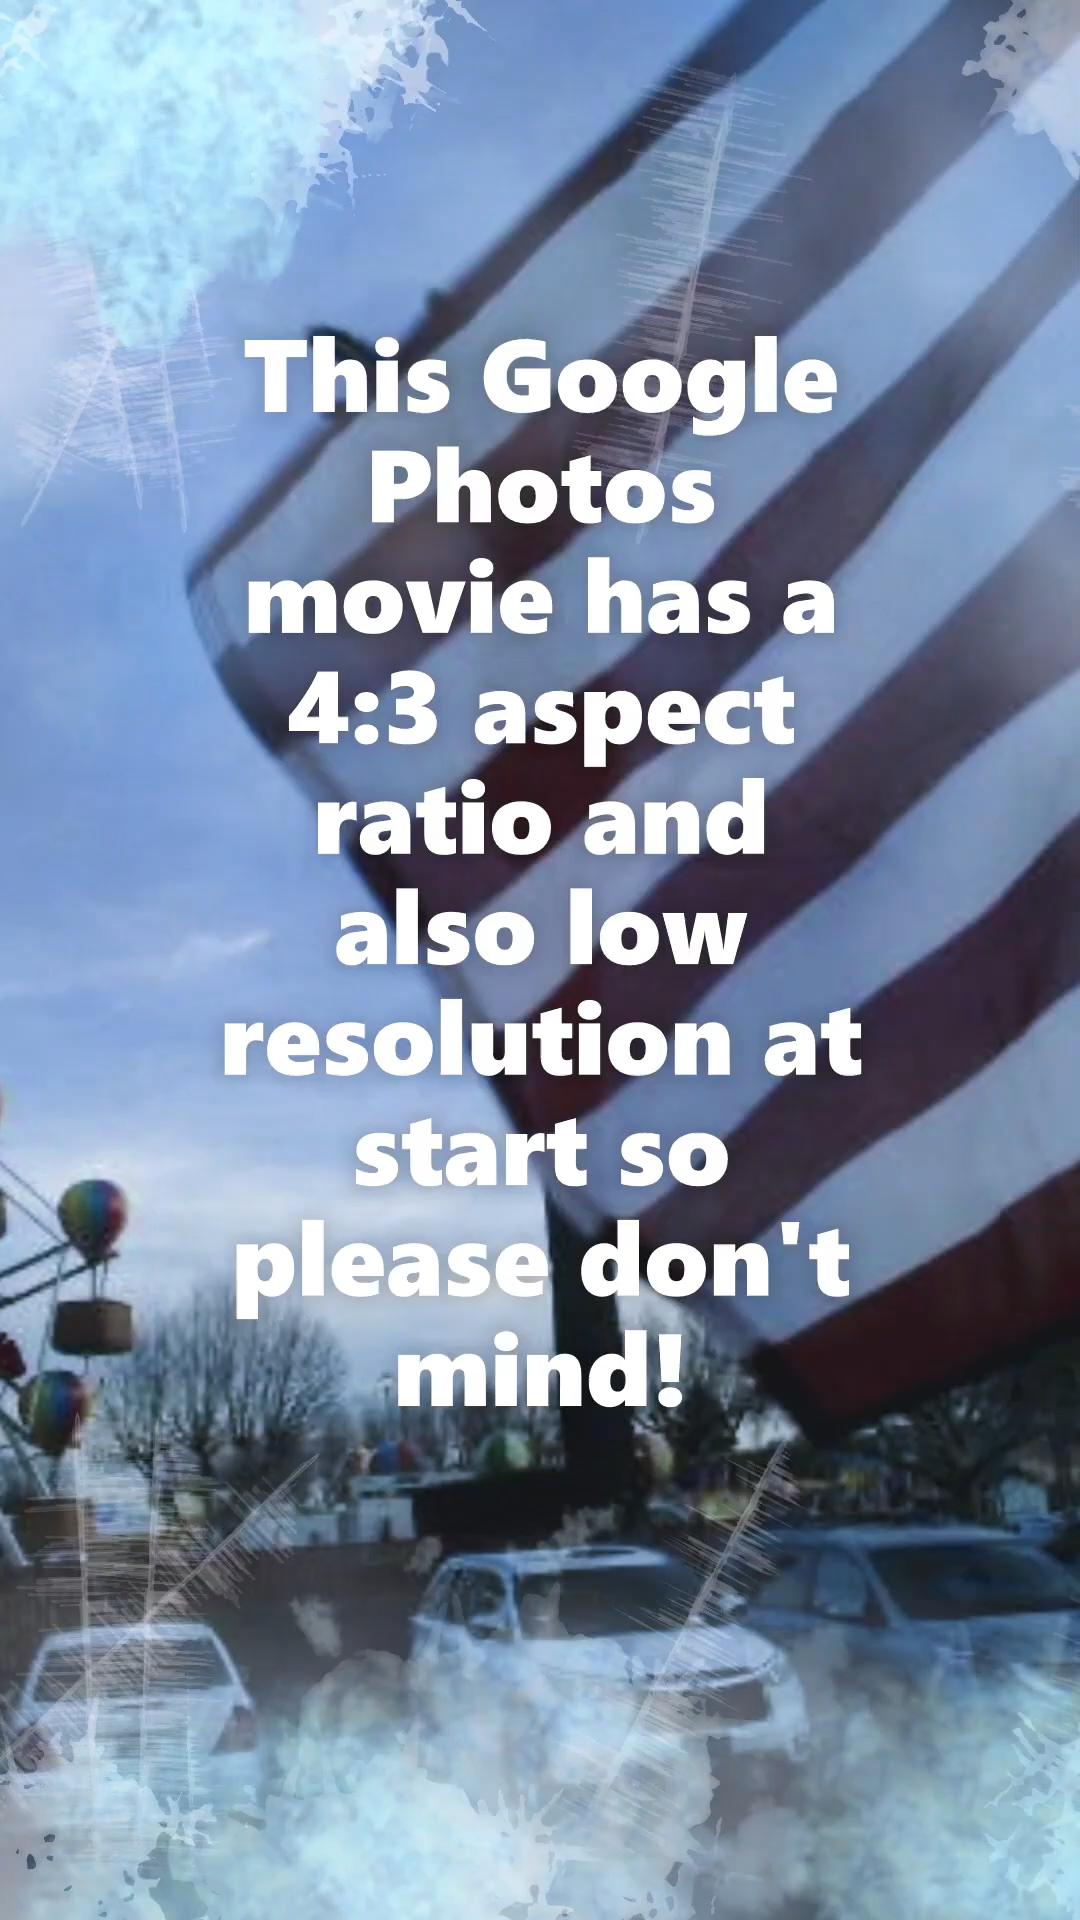 This Google
Photos
movie has a
4:3 aspect
ratio and
also low
resolution at
start so
please don't
mind!